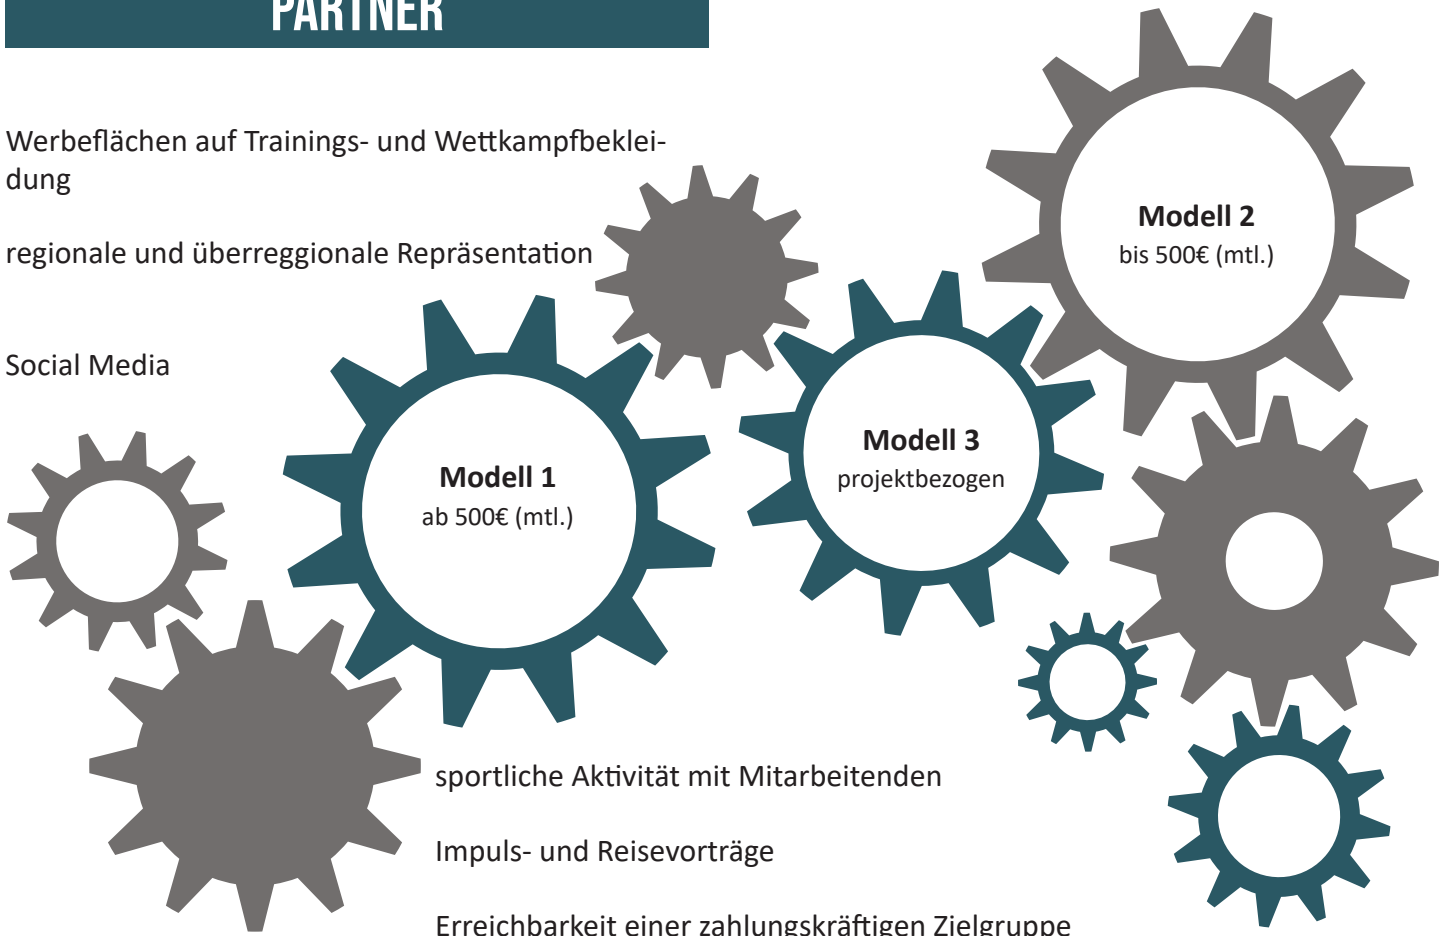 PARTNER
Werbeflächen auf Trainings- und Wettkampfbeklei-
dung
regionale und überreggionale Repräsentation
Social Media
Modell 2
bis 500€ (mtl.)
Modell 3
projektbezogen
Modell 1
ab 500€ (mtl.)
sportliche Aktivität mit Mitarbeitenden
Impuls- und Reisevorträge
Erreichbarkeit einer zahlungskräftigen Zielgruppe